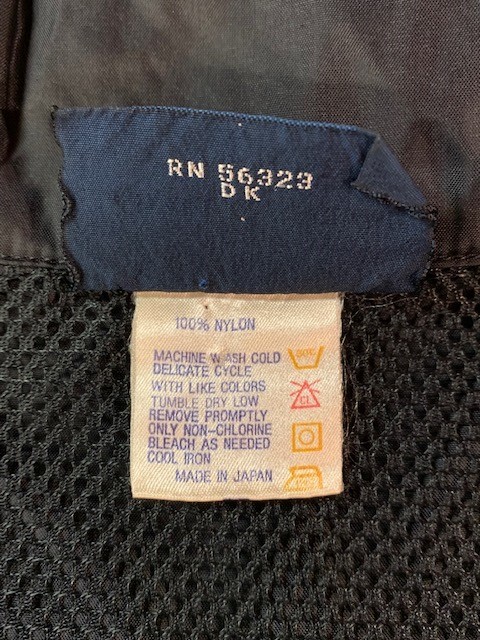 RN 56323
DK
100% NYLON
MACHINE WASH COLD
DELICATE CYCLE
WITH LIKE COLORS
TUMBLE DRY LOW
REMOVE PROMPTLY
ONLY NON-CHLORINE
BLEACH AS NEEDED
COOL IRON
MADE IN JAPAN
CL